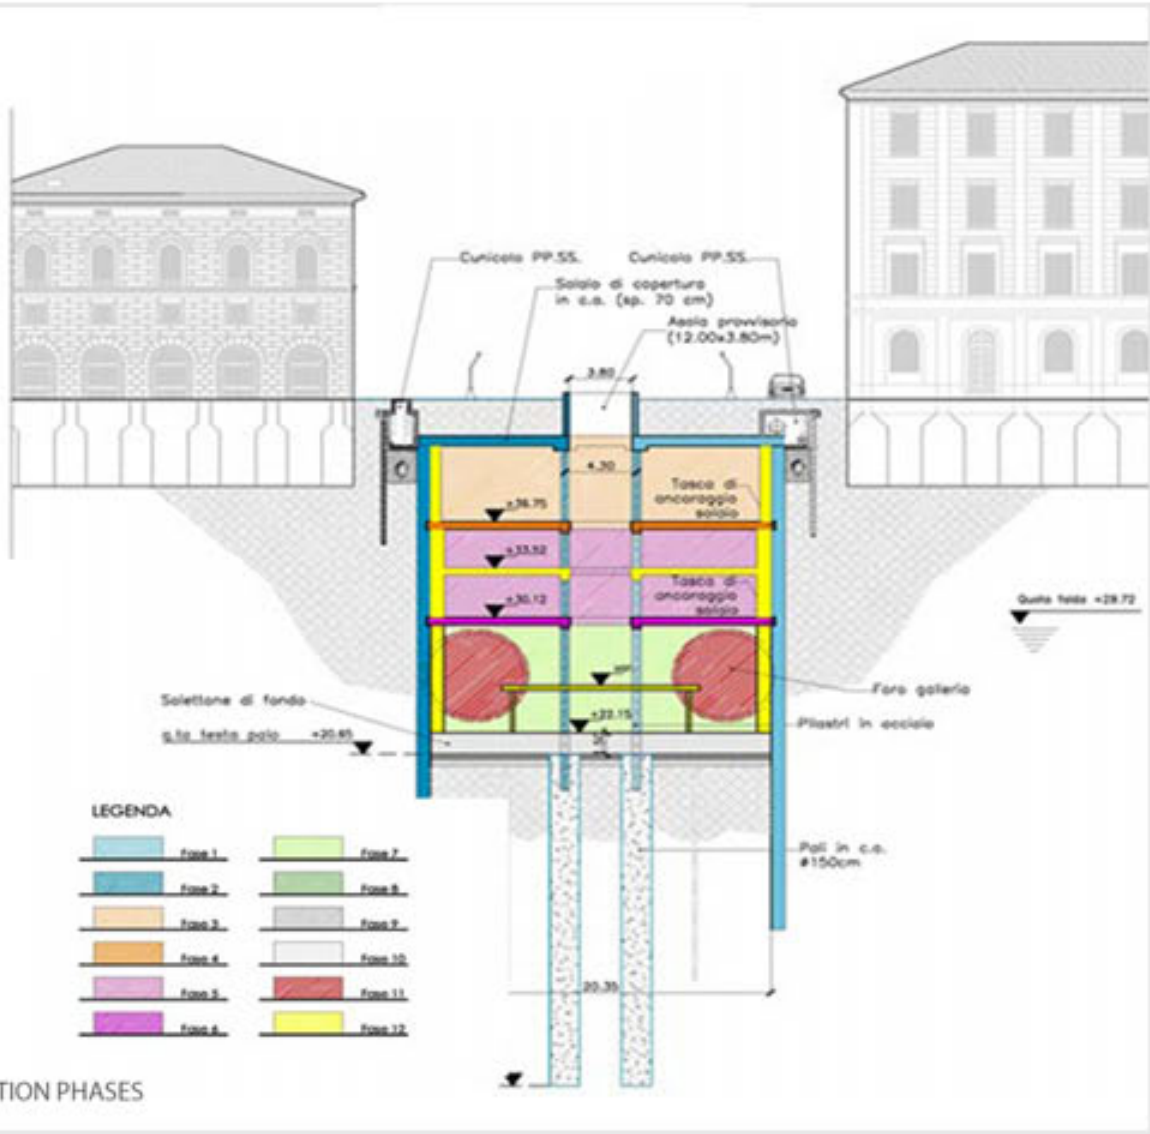 Cunicolo PP.SS.
Cunicolo PP.SS.
Solaio di copertura
in c.a. (sp. 70 cm)
Asola provvisoria
(12.00x3.80m)
3.80
4.30
Tasca di
ancoraggio
solaio
+36.75
+33.52
Tasca di
ancoraggio
solaio
+30.12
Quota falda +28.72
Foro galleria
Solettone di fondo
+22.15
Pilastri in acciaio
q.ta testa palo +20.65
LEGENDA
Fase 1
Fase 7
Fase 2
Fase 8
Fase 3
Fase 9
Fase 4
Fase 10
Fase 5
Fase 11
Fase 6
Fase 12
Pali in c.a.
ø150cm
20.35
TION PHASES